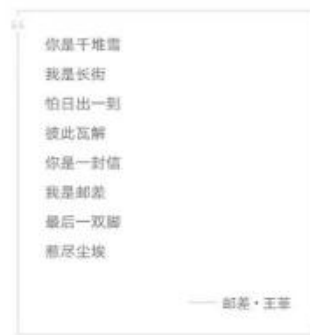 你是千堆雪
我是长街
怕日出一到
彼此瓦解
你是一封信
我是邮差
最后一双脚
惹尽尘埃
—— 邮差·王菲